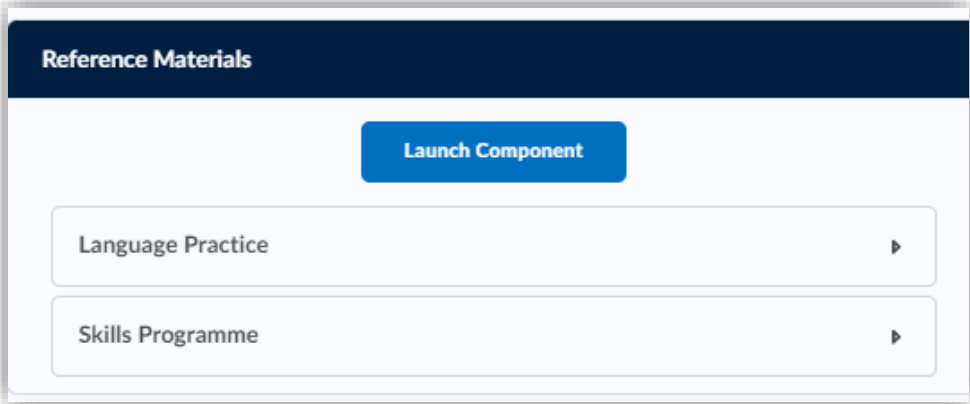 Reference Materials
Launch Component
Language Practice
Skills Programme